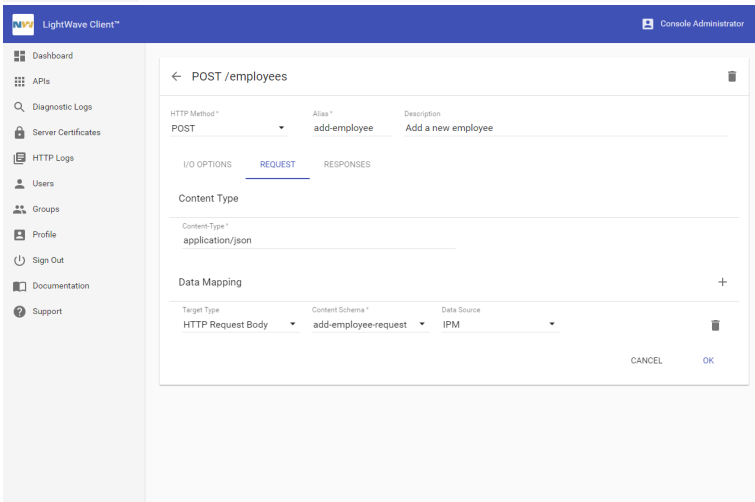 NVI LightWave Client™ Console Administrator
Dashboard
APIs
Diagnostic Logs
Server Certificates
HTTP Logs
Users
Groups
Profile
Sign Out
Documentation
Support
POST /employees
HTTP Method * Alias * Description
POST add-employee Add a new employee
I/O OPTIONS REQUEST RESPONSES
Content Type
Content-Type *
application/json
Data Mapping
Target Type Content Schema * Data Source
HTTP Request Body add-employee-request IPM
CANCEL OK